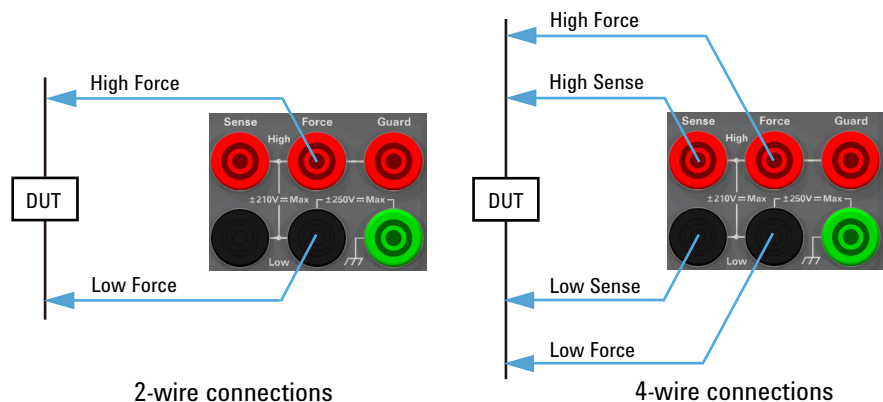 High Force
High Sense
High Force
Sense Force Guard
High
DUT
±210V⎓Max ±250V⎓Max
Low
Low Force
2-wire connections
Sense Force Guard
High
DUT
±210V⎓Max ±250V⎓Max
Low
Low Sense
Low Force
4-wire connections